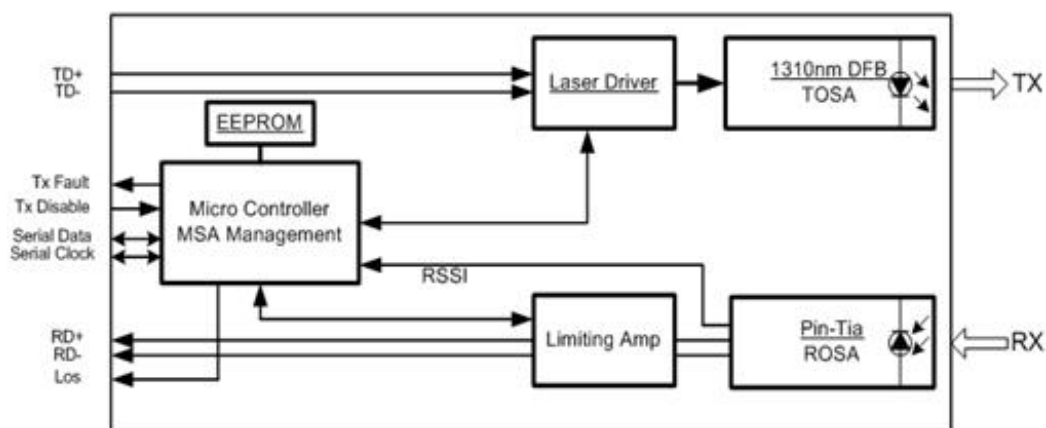 TD+
TD-
Laser Driver
1310nm DFB
TOSA
TX
EEPROM
Tx Fault
Tx Disable
Serial Data
Serial Clock
Micro Controller
MSA Management
RSSI
RD+
RD-
Los
Limiting Amp
Pin-Tia
ROSA
RX